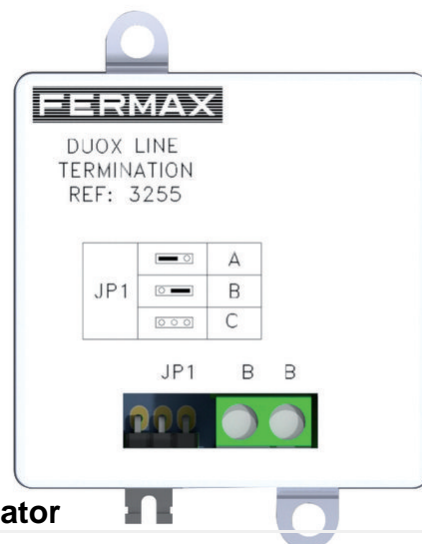 FERMAX
DUOX LINE
TERMINATION
REF: 3255
JP1
A
B
C
JP1 B B
ator